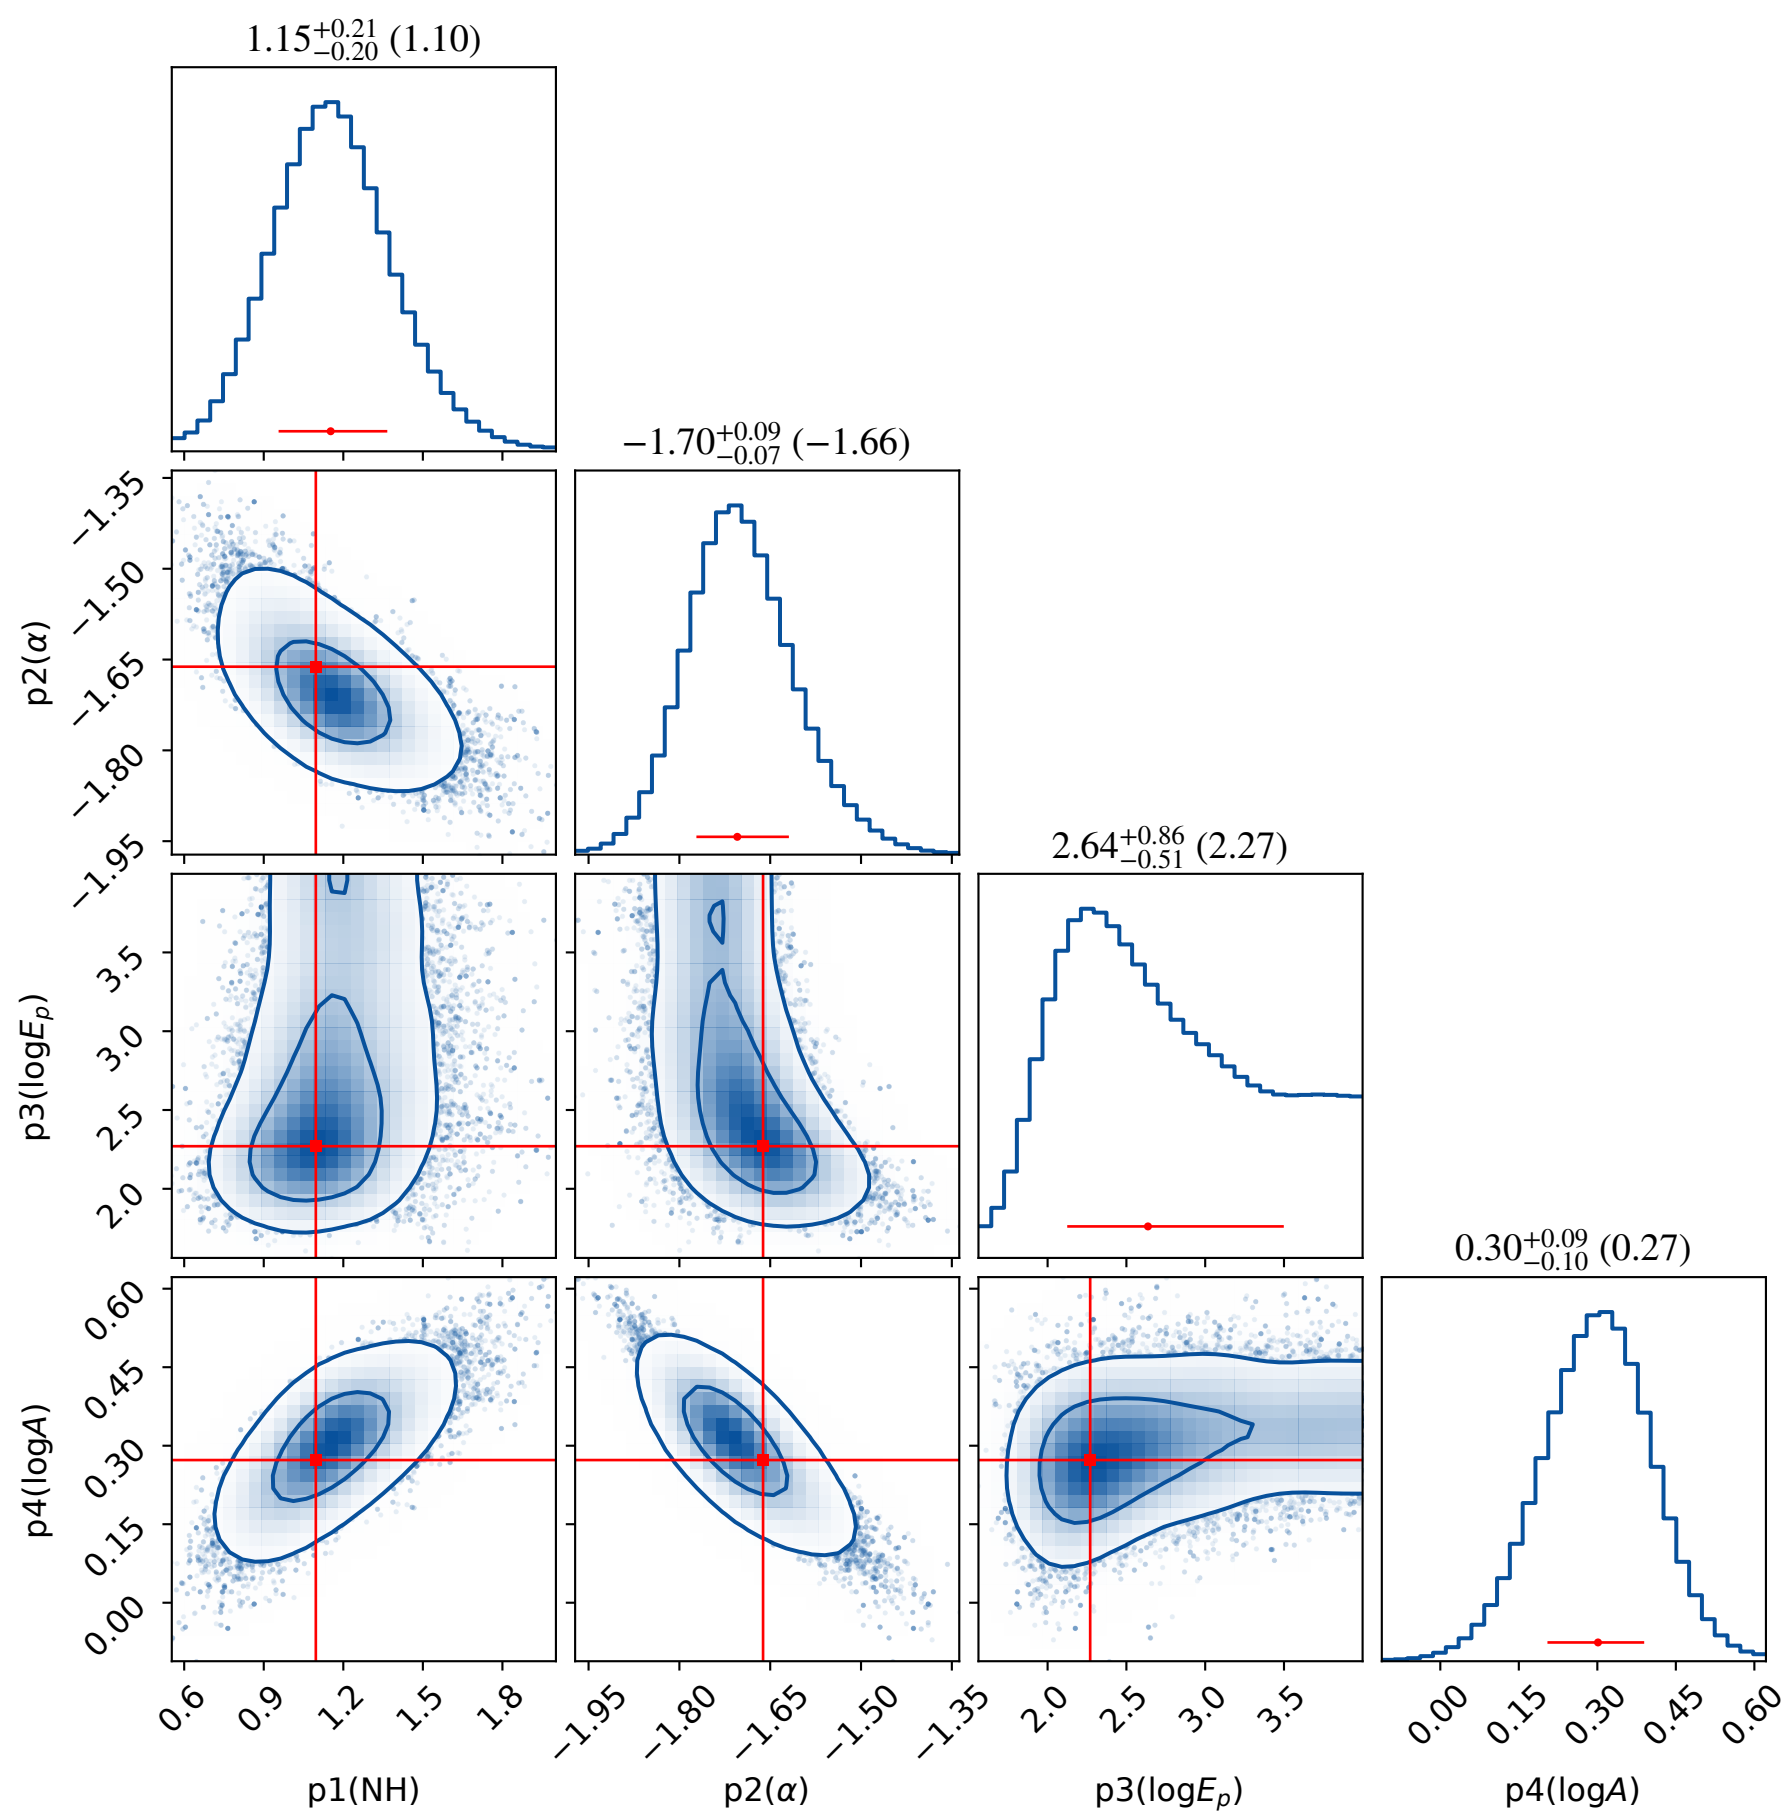 1.15+0.21−0.20 (1.10)
−1.70+0.09−0.07 (−1.66)
2.64+0.86−0.51 (2.27)
0.30+0.09−0.10 (0.27)
p2(α)
−1.35
−1.50
−1.65
−1.80
−1.95
p3(logEp)
3.5
3.0
2.5
2.0
p4(logA)
0.60
0.45
0.30
0.15
0.00
0.6 0.9 1.2 1.5 1.8
−1.95 −1.80 −1.65 −1.50 −1.35
2.0 2.5 3.0 3.5
0.00 0.15 0.30 0.45 0.60
p1(NH) p2(α) p3(logEp) p4(logA)